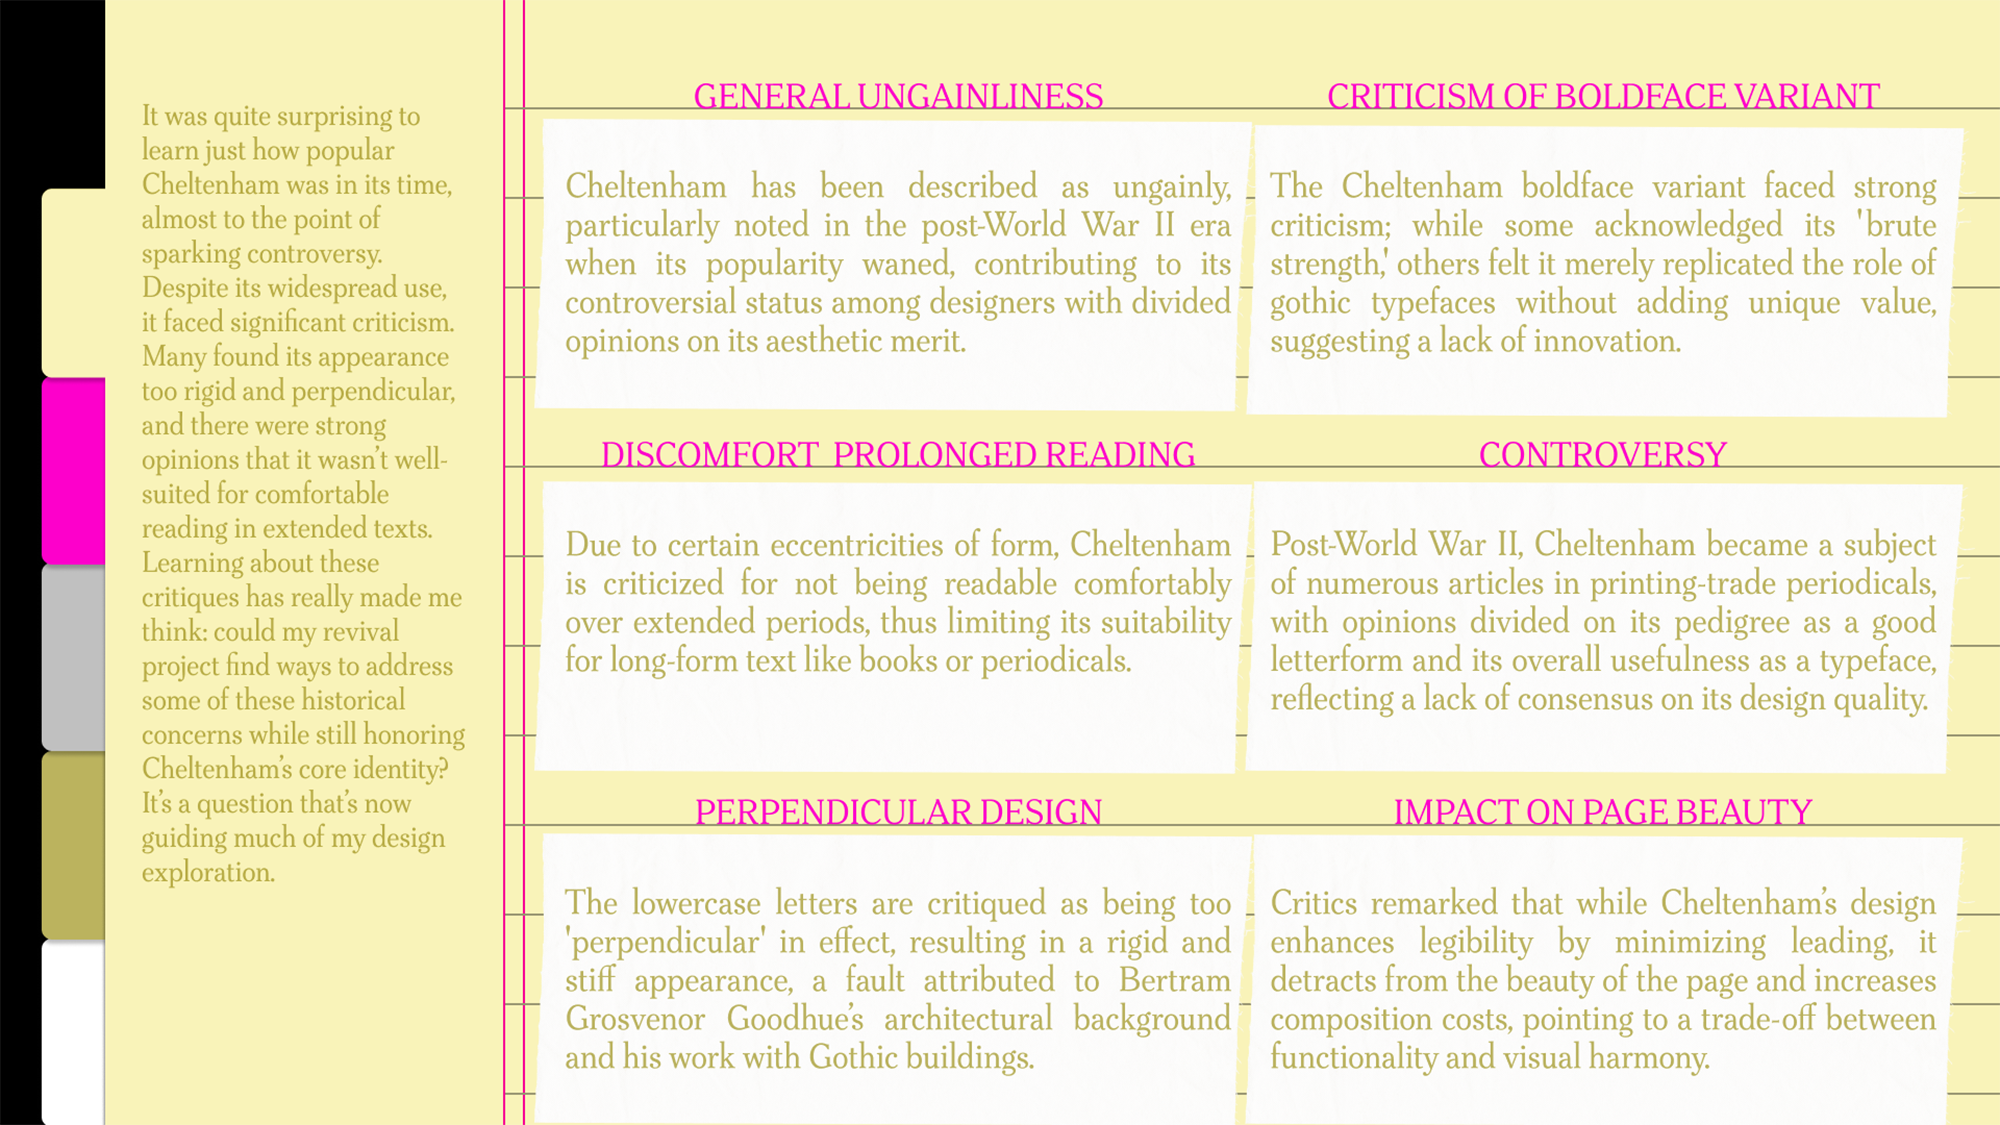 It was quite surprising to
learn just how popular
Cheltenham was in its time,
almost to the point of
sparking controversy.
Despite its widespread use,
it faced significant criticism.
Many found its appearance
too rigid and perpendicular,
and there were strong
opinions that it wasn’t well-
suited for comfortable
reading in extended texts.
Learning about these
critiques has really made me
think: could my revival
project find ways to address
some of these historical
concerns while still honoring
Cheltenham’s core identity?
It’s a question that’s now
guiding much of my design
exploration.
GENERAL UNGAINLINESS
Cheltenham has been described as ungainly,
particularly noted in the post-World War II era
when its popularity waned, contributing to its
controversial status among designers with divided
opinions on its aesthetic merit.
CRITICISM OF BOLDFACE VARIANT
The Cheltenham boldface variant faced strong
criticism; while some acknowledged its 'brute
strength,' others felt it merely replicated the role of
gothic typefaces without adding unique value,
suggesting a lack of innovation.
DISCOMFORT PROLONGED READING
Due to certain eccentricities of form, Cheltenham
is criticized for not being readable comfortably
over extended periods, thus limiting its suitability
for long-form text like books or periodicals.
CONTROVERSY
Post-World War II, Cheltenham became a subject
of numerous articles in printing-trade periodicals,
with opinions divided on its pedigree as a good
letterform and its overall usefulness as a typeface,
reflecting a lack of consensus on its design quality.
PERPENDICULAR DESIGN
The lowercase letters are critiqued as being too
'perpendicular' in effect, resulting in a rigid and
stiff appearance, a fault attributed to Bertram
Grosvenor Goodhue’s architectural background
and his work with Gothic buildings.
IMPACT ON PAGE BEAUTY
Critics remarked that while Cheltenham’s design
enhances legibility by minimizing leading, it
detracts from the beauty of the page and increases
composition costs, pointing to a trade-off between
functionality and visual harmony.